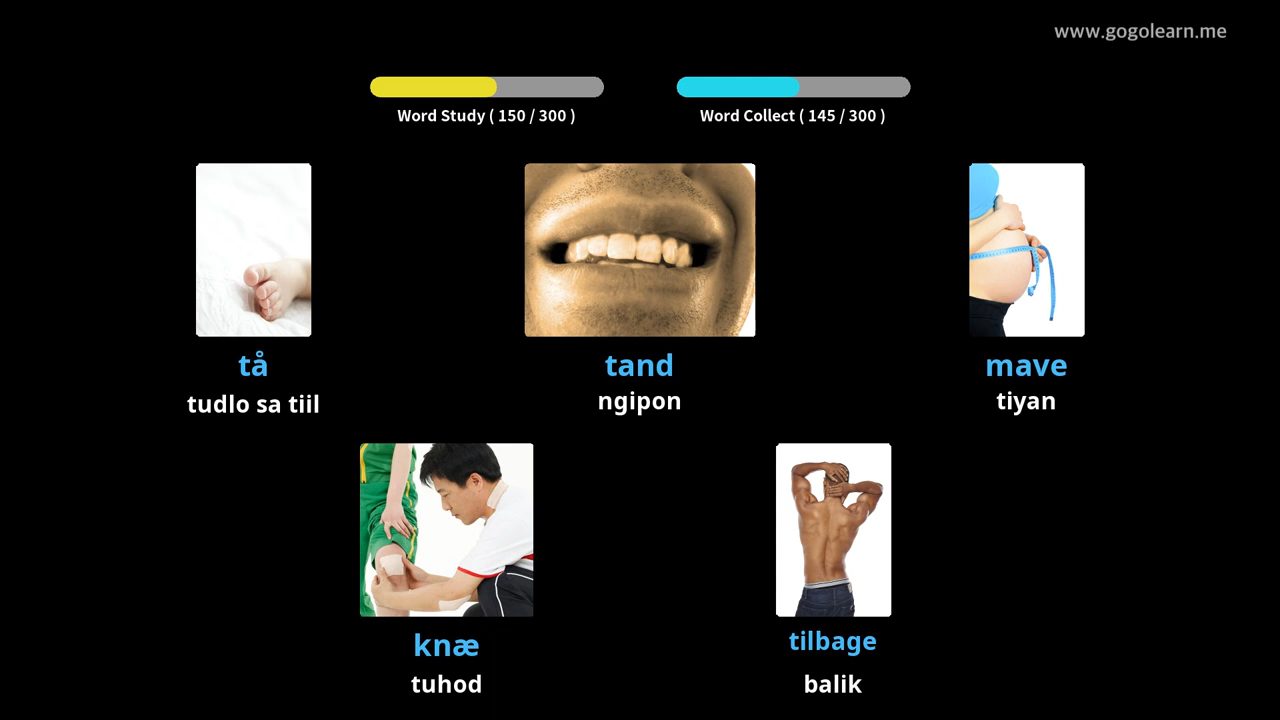 www.gogolearn.me
Word Study ( 150 / 300 )
Word Collect ( 145 / 300 )
tå
tudlo sa tiil
tand
ngipon
mave
tiyan
knæ
tuhod
tilbage
balik